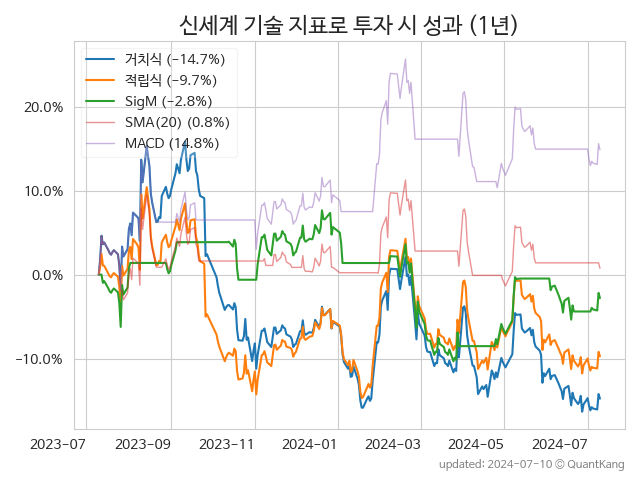 신세계 기술 지표로 투자 시 성과 (1년)
거치식 (−14.7%)
적립식 (−9.7%)
SigM (−2.8%)
SMA(20) (0.8%)
MACD (14.8%)
20.0%
10.0%
0.0%
−10.0%
2023-07 2023-09 2023-11 2024-01 2024-03 2024-05 2024-07
updated: 2024-07-10 © QuantKang